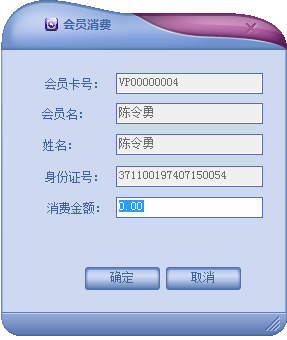 会员消费
会员卡号： VP00000004
会员名： 陈令勇
姓名： 陈令勇
身份证号： 371100197407150054
消费金额： 0.00
确定 取消